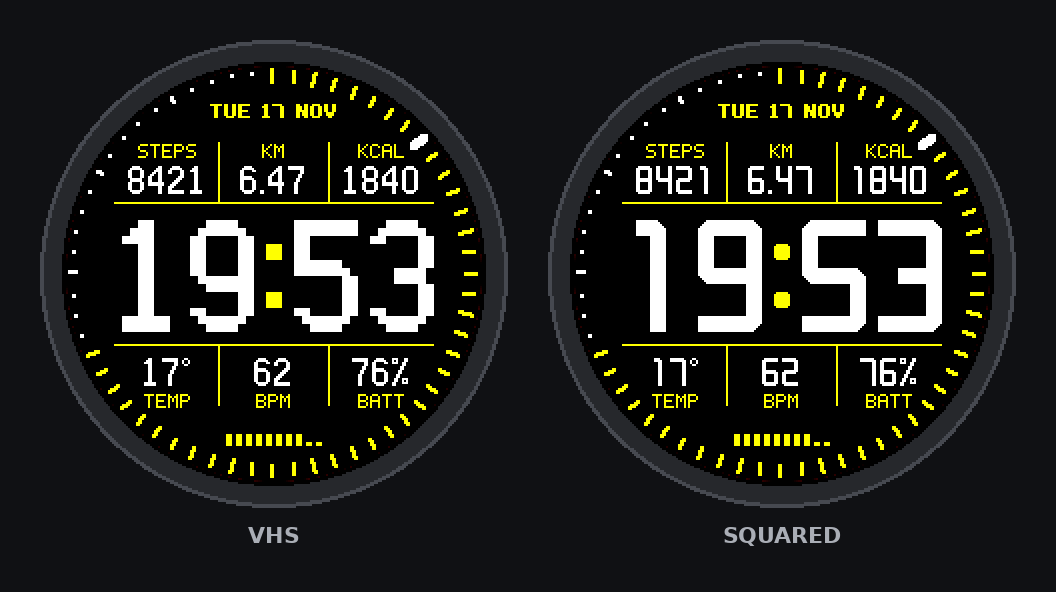 TUE 17 NOV
STEPS KM KCAL
8421 6.47 1840
19:53
17° 62 76%
TEMP BPM BATT
VHS
TUE 17 NOV
STEPS KM KCAL
8421 6.47 1840
19:53
17° 62 76%
TEMP BPM BATT
SQUARED